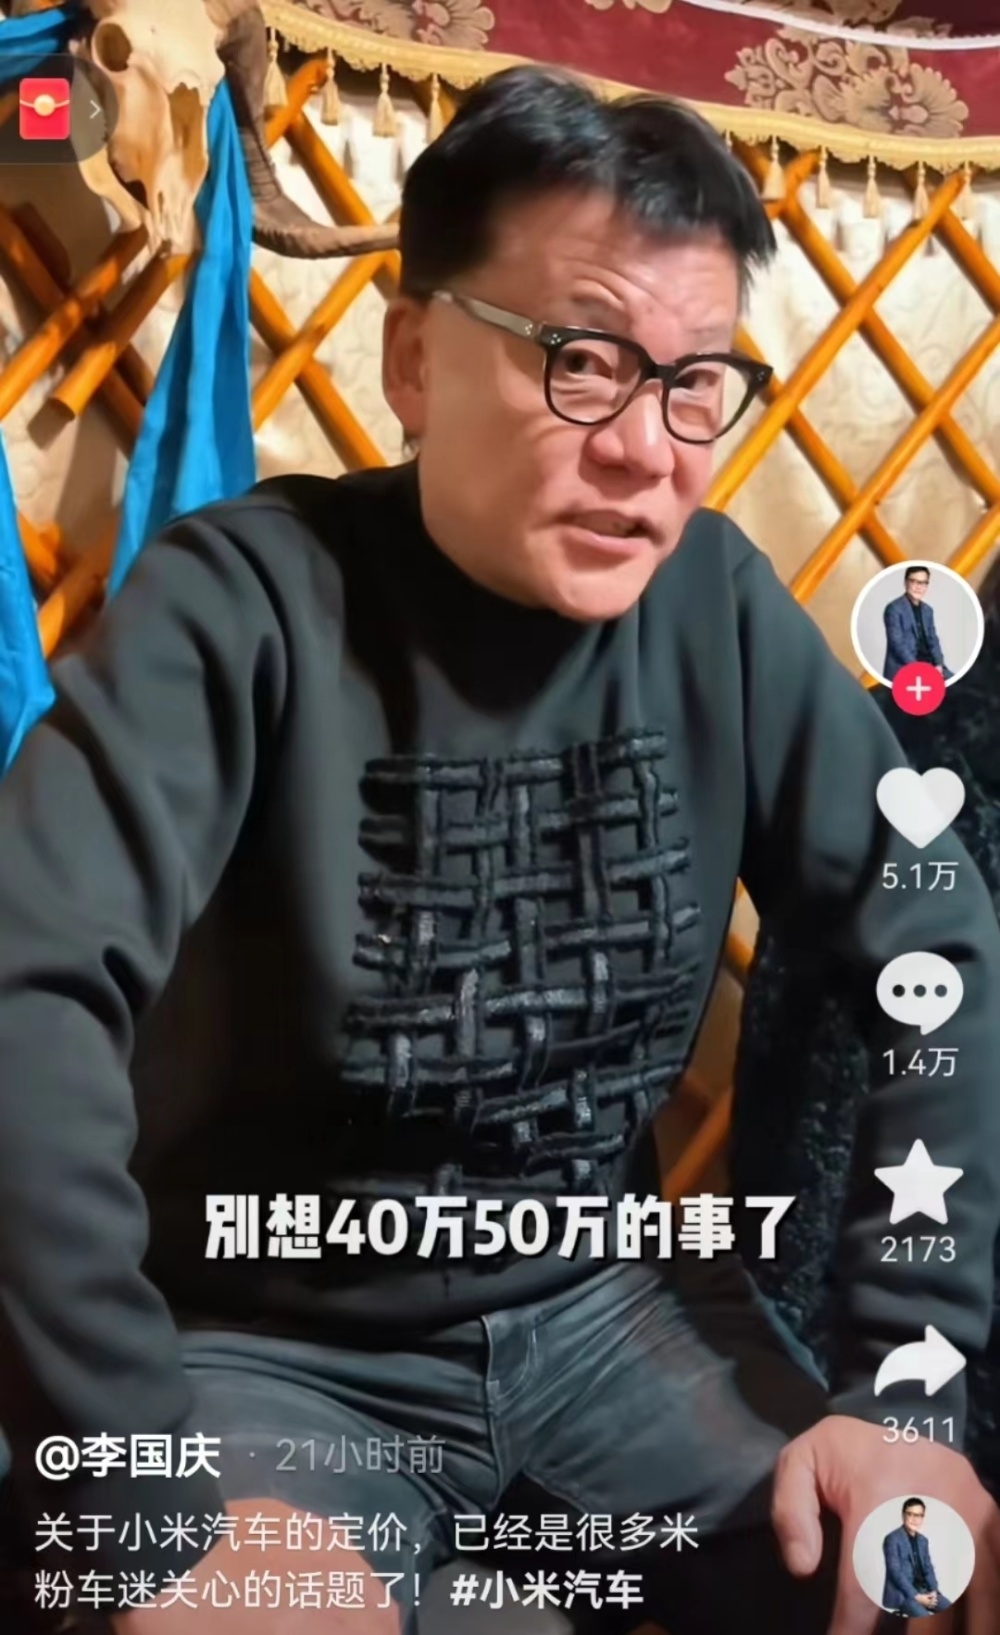 5.1万
1.4万
别想40万50万的事了
2173
3611
@李国庆 · 21小时前
关于小米汽车的定价，已经是很多米
粉车迷关心的话题了！#小米汽车